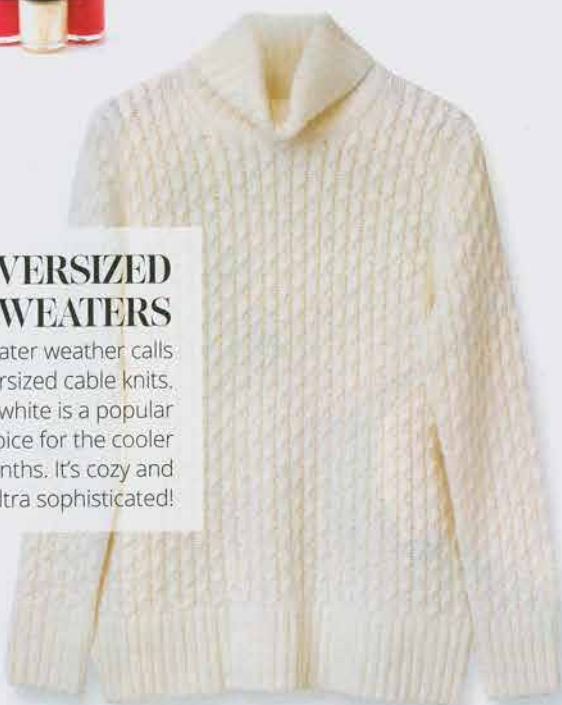 VERSIZED
WEATERS
ater weather calls
rsized cable knits.
white is a popular
oice for the cooler
nths. It's cozy and
ltra sophisticated!